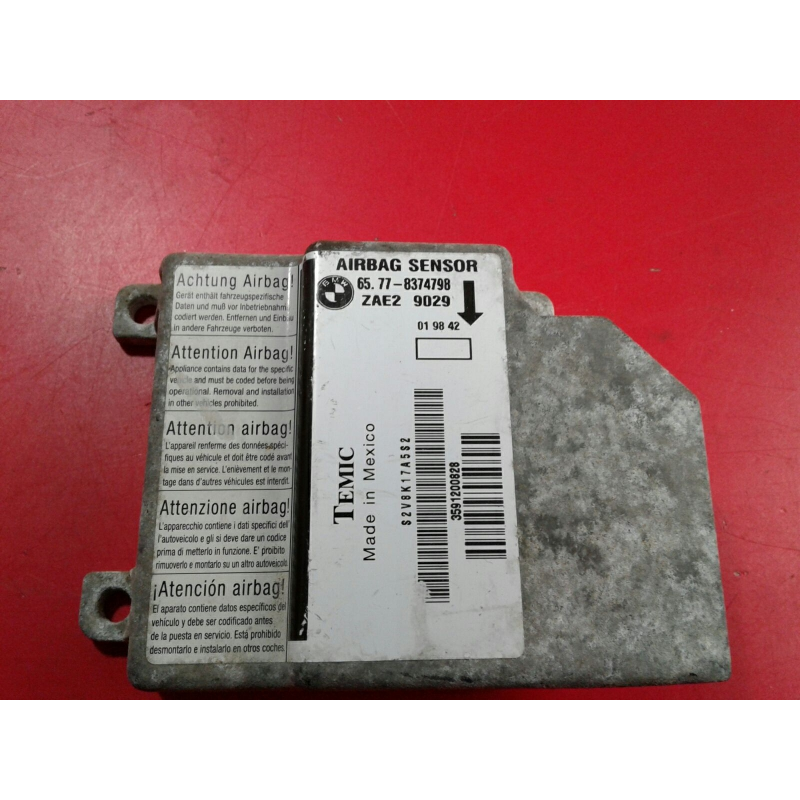 Achtung Airbag!
Gerät enthält fahrzeugspezifische
Daten und muß vor Inbetriebnahm
codiert werden. Entfernen und Einba
in andere Fahrzeuge verboten.
Attention Airbag!
Appliance contains data for the specific
vehicle and must be coded before being
operational. Removal and installation
in other vehicles prohibited.
Attention airbag!
L'appareil renferme des données spéci-
fiques au véhicule et doit être codé avant
la mise en service. L'enièvement et le mon-
tage dans d'autres véhicules est interdit.
Attenzione airbag!
L'apparecchio contiene i dati specifici dell'
l'autoveicolo e gli si deve dare un codice
prima di metterlo in funzione. E' proibito
rimuoverlo e montarlo su un altro autoveicolo.
¡Atención airbag!
El aparato contiene datos específicos del
vehículo y debe ser codificado antes
de la puesta en servicio. Está prohibido
desmontarlo e instalarlo en otros coches.
AIRBAG SENSOR
BMW
65.77-8374798
ZAE2 9D29
01 98 42
TEMIC
Made in Mexico
$2V8K17A5$2
3591200828